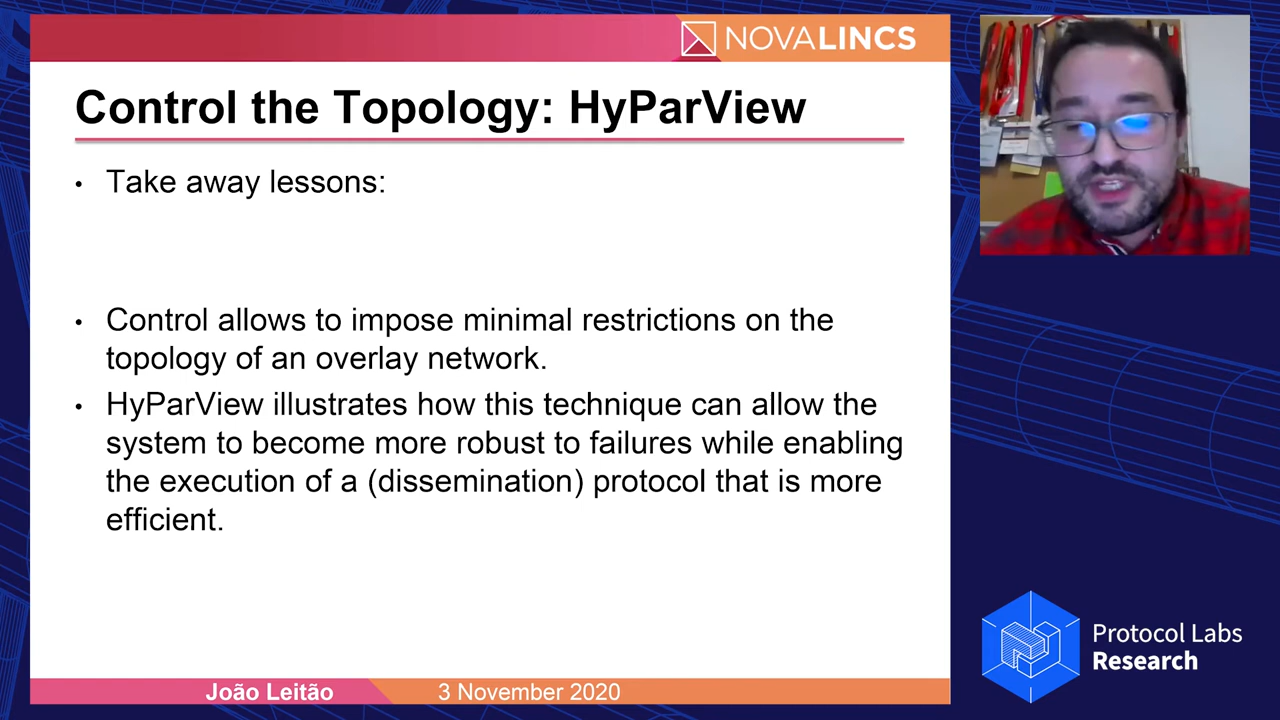 NOVALINCS
Control the Topology: HyParView
• Take away lessons:
• Control allows to impose minimal restrictions on the
topology of an overlay network.
• HyParView illustrates how this technique can allow the
system to become more robust to failures while enabling
the execution of a (dissemination) protocol that is more
efficient.
João Leitão
3 November 2020
Protocol Labs
Research